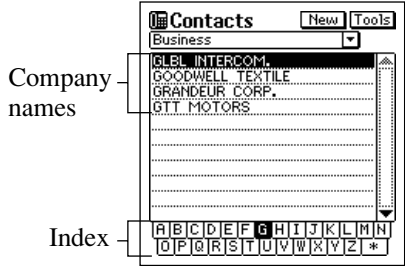 Contacts New Tools
Business
GLBL INTERCOM.
GOODWELL TEXTILE
GRANDEUR CORP.
GTT MOTORS
Company names
Index
A B C D E F G H I J K L M N
O P Q R S T U V W X Y Z *